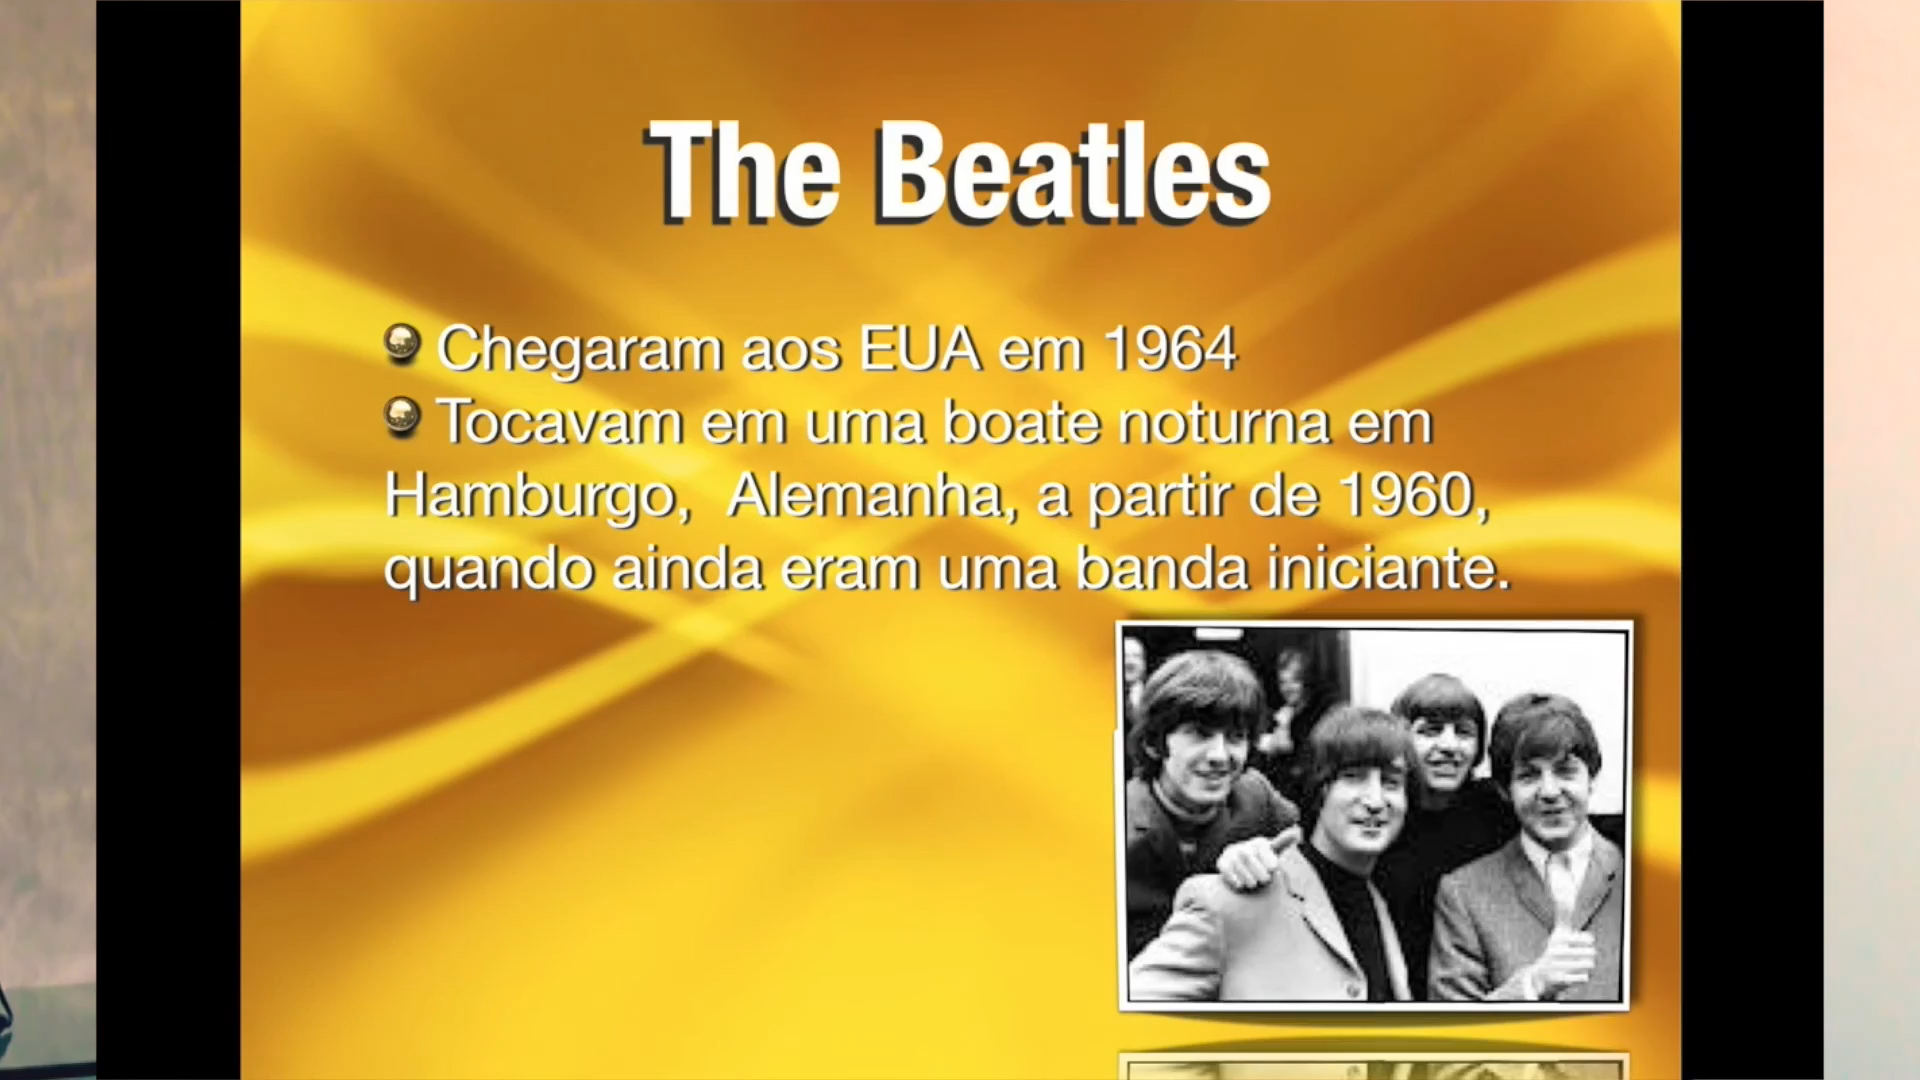 The Beatles
Chegaram aos EUA em 1964
Tocavam em uma boate noturna em
Hamburgo, Alemanha, a partir de 1960,
quando ainda eram uma banda iniciante.